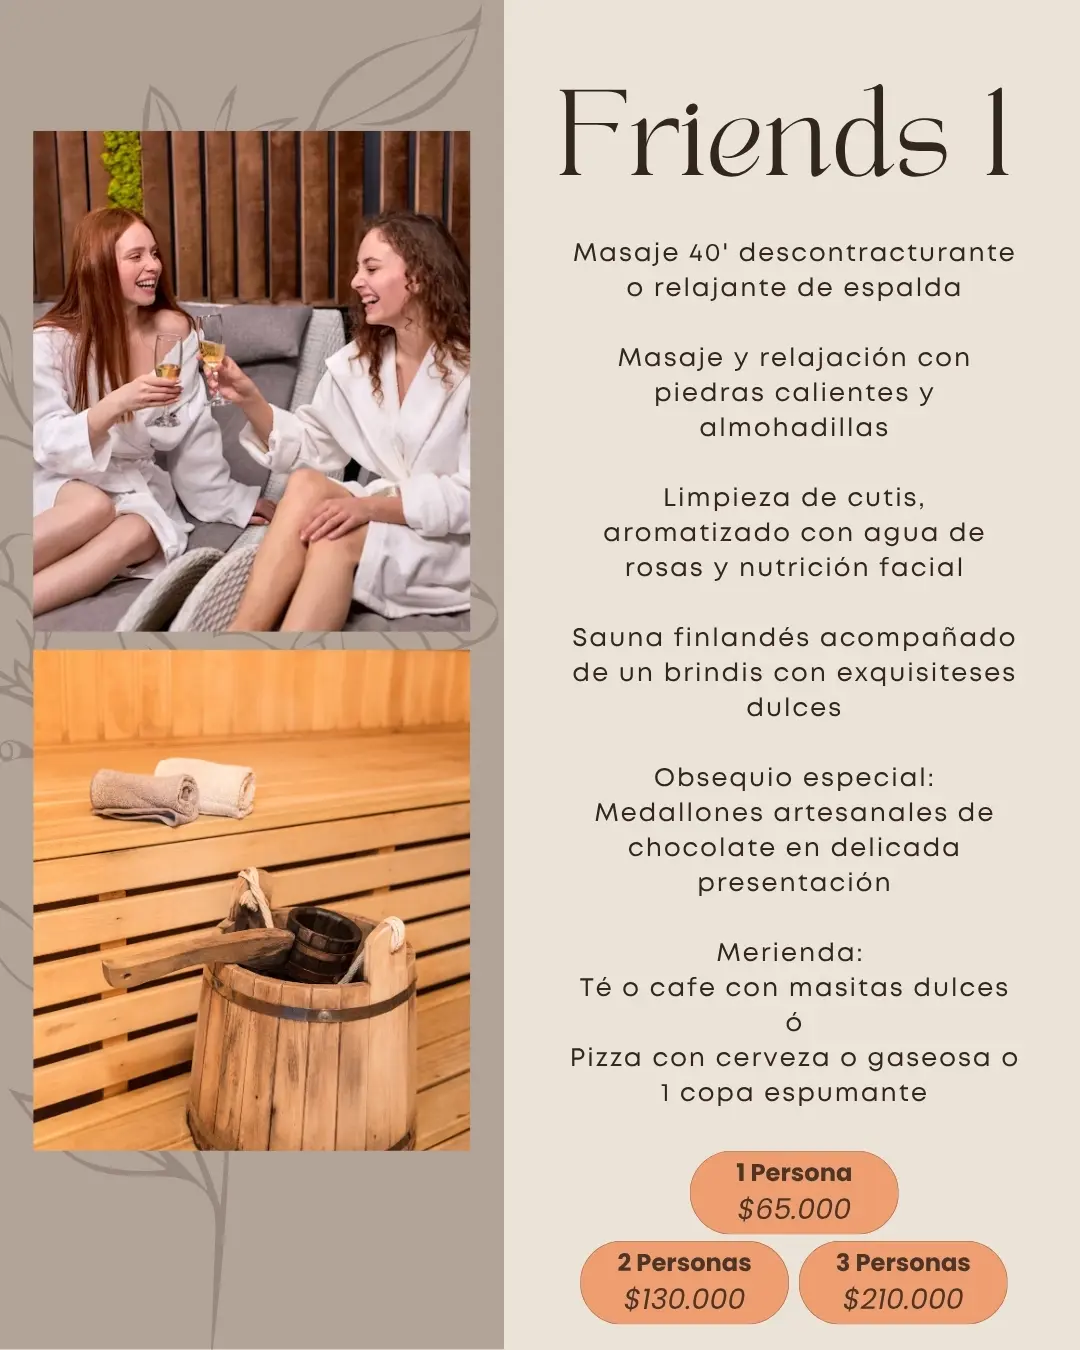 Friends 1
Masaje 40' descontracturante
o relajante de espalda
Masaje y relajación con
piedras calientes y
almohadillas
Limpieza de cutis,
aromatizado con agua de
rosas y nutrición facial
Sauna finlandés acompañado
de un brindis con exquisiteses
dulces
Obsequio especial:
Medallones artesanales de
chocolate en delicada
presentación
Merienda:
Té o cafe con masitas dulces
ó
Pizza con cerveza o gaseosa o
1 copa espumante
1 Persona
$65.000
2 Personas
$130.000
3 Personas
$210.000